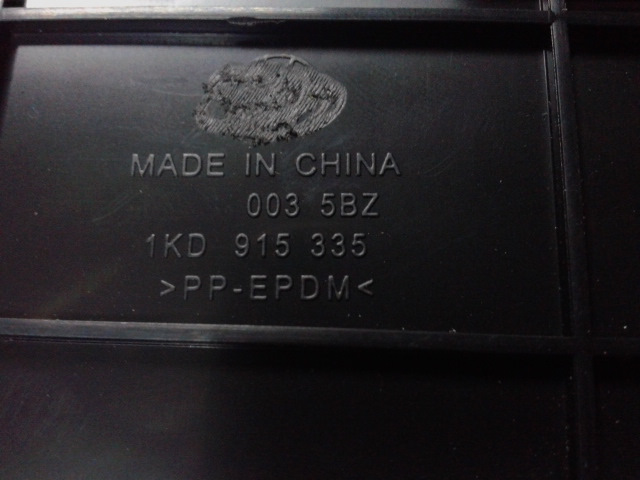 MADE IN CHINA
003 5BZ
1KD 915 335
>PP-EPDM<